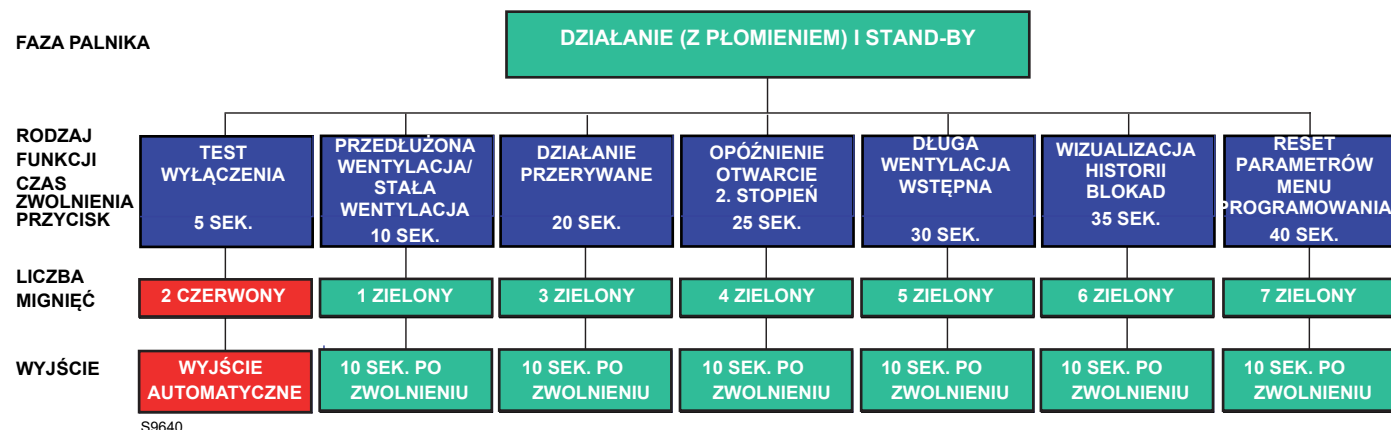 FAZA PALNIKA
DZIAŁANIE (Z PŁOMIENIEM) I STAND-BY
RODZAJ
FUNKCJI
CZAS
ZWOLNIENIA
PRZYCISK
TEST
WYŁĄCZENIA
5 SEK.
PRZEDŁUŻONA
WENTYLACJA/
STAŁA
WENTYLACJA
10 SEK.
DZIAŁANIE
PRZERYWANE
20 SEK.
OPÓŹNIENIE
OTWARCIE
2. STOPIEŃ
25 SEK.
DŁUGA
WENTYLACJA
WSTĘPNA
30 SEK.
WIZUALIZACJA
HISTORII
BLOKAD
35 SEK.
RESET
PARAMETRÓW
MENU
PROGRAMOWANIA
40 SEK.
LICZBA
MIGNIĘĆ
2 CZERWONY
1 ZIELONY
3 ZIELONY
4 ZIELONY
5 ZIELONY
6 ZIELONY
7 ZIELONY
WYJŚCIE
WYJŚCIE
AUTOMATYCZNE
10 SEK. PO
ZWOLNIENIU
10 SEK. PO
ZWOLNIENIU
10 SEK. PO
ZWOLNIENIU
10 SEK. PO
ZWOLNIENIU
10 SEK. PO
ZWOLNIENIU
10 SEK. PO
ZWOLNIENIU
S9640